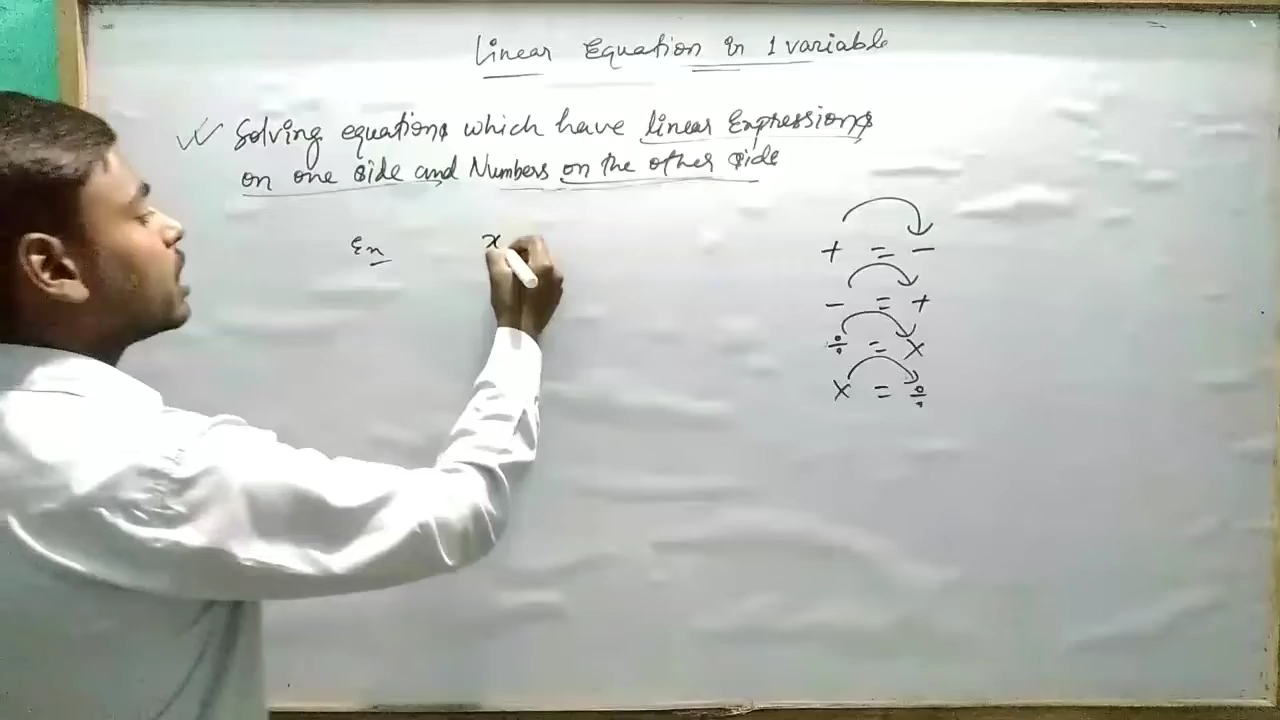 Linear Equation in 1 variable
Solving equations which have linear Expressions
on one side and Numbers on the other side
Ex x
+ = -
- = +
÷ = ×
× = ÷